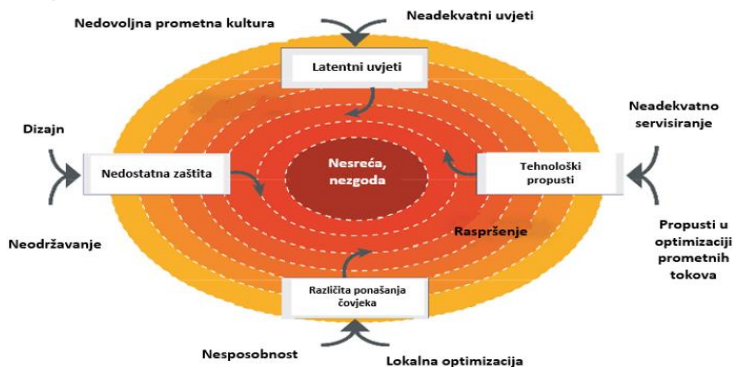 Nedovoljna prometna kultura
Neadekvatni uvjeti
Latentni uvjeti
Neadekvatno
servisiranje
Dizajn
Nedostatna zaštita
Nesreća,
nezgoda
Tehnološki
propusti
Neodržavanje
Raspršenje
Propusti u
optimizaciji
prometnih
tokova
Različita ponašanja
čovjeka
Nesposobnost
Lokalna optimizacija